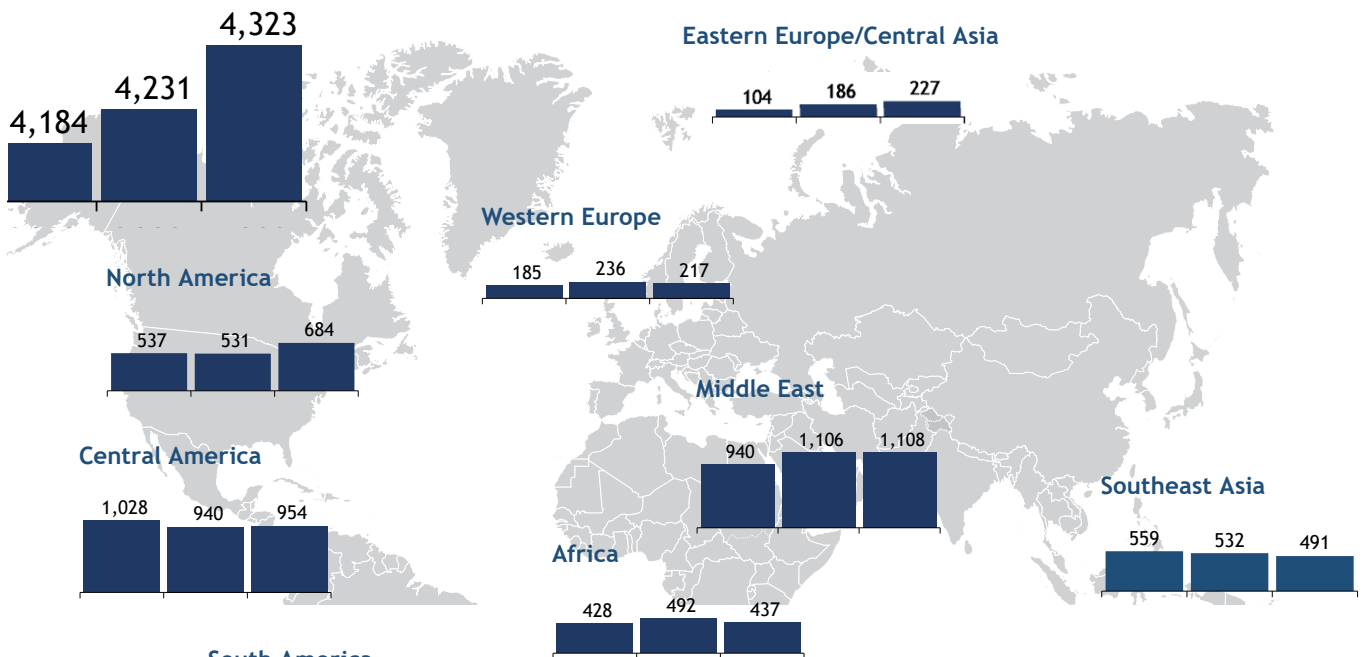 4,323
4,231
4,184
Eastern Europe/Central Asia
104 186 227
Western Europe
185 236 217
North America
537 531 684
Middle East
940 1,106 1,108
Central America
1,028 940 954
Southeast Asia
559 532 491
Africa
428 492 437
South America